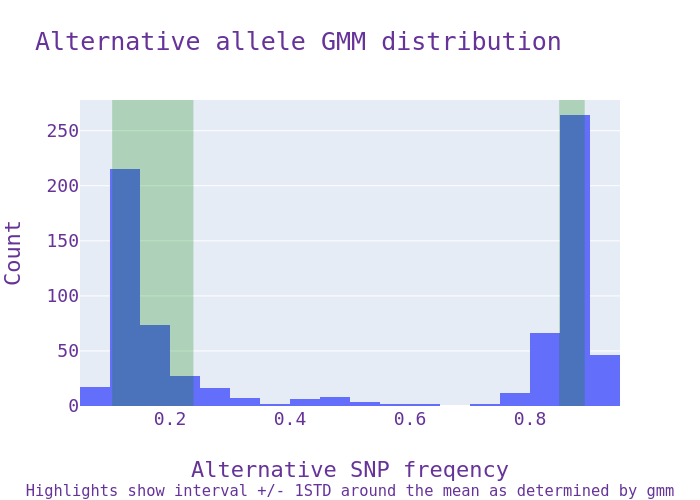 Alternative allele GMM distribution
250
200
150
100
50
0
Count
0.2 0.4 0.6 0.8
Alternative SNP freqency
Highlights show interval +/- 1STD around the mean as determined by gmm